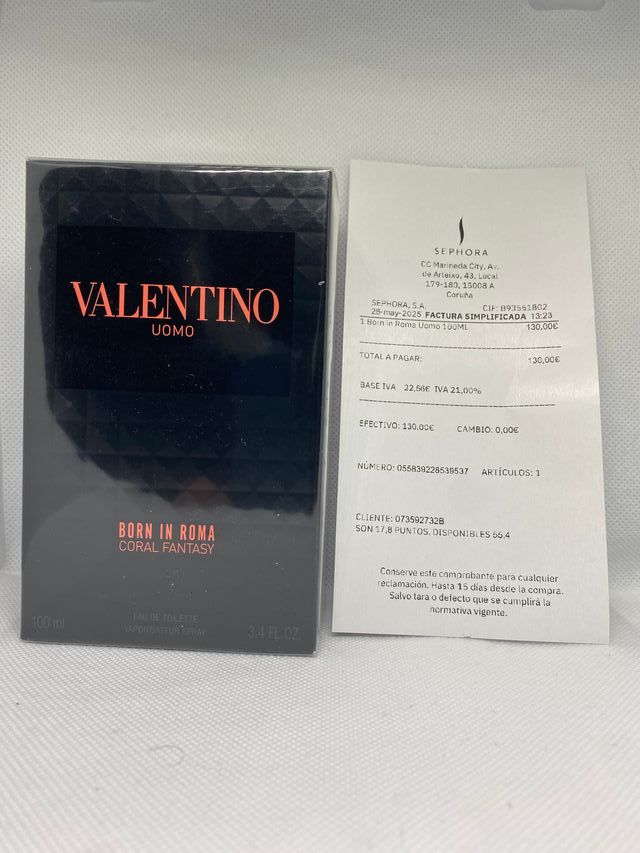 VALENTINO
UOMO
BORN IN ROMA
CORAL FANTASY
EAU DE TOILETTE
VAPORISATEUR SPRAY
100 ml
3.4 FL.OZ.
SEPHORA
CC Marineda City, Av.
de Arteixo, 43, Local
179-180, 15008 A
Coruña
SEPHORA, S.A. CIF: B93561802
28-may-2025 FACTURA SIMPLIFICADA 13:23
1 Born in Roma Uomo 100ML 130,00€
TOTAL A PAGAR: 130,00€
BASE IVA 22,56€ IVA 21,00%
EFECTIVO: 130,00€ CAMBIO: 0,00€
NÚMERO: 055839228539537 ARTÍCULOS: 1
CLIENTE: 073592732B
SON 17,8 PUNTOS, DISPONIBLES 55,4
Conserve este comprobante para cualquier
reclamación. Hasta 15 días desde la compra.
Salvo tara o defecto que se cumplirá la
normativa vigente.